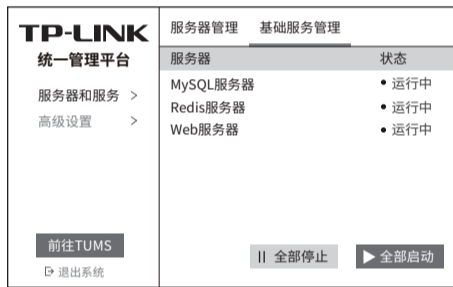 TP-LINK
统一管理平台
服务器和服务 >
高级设置 >
前往TUMS
退出系统
服务器管理 基础服务管理
服务器 状态
MySQL服务器 • 运行中
Redis服务器 • 运行中
Web服务器 • 运行中
全部停止 全部启动